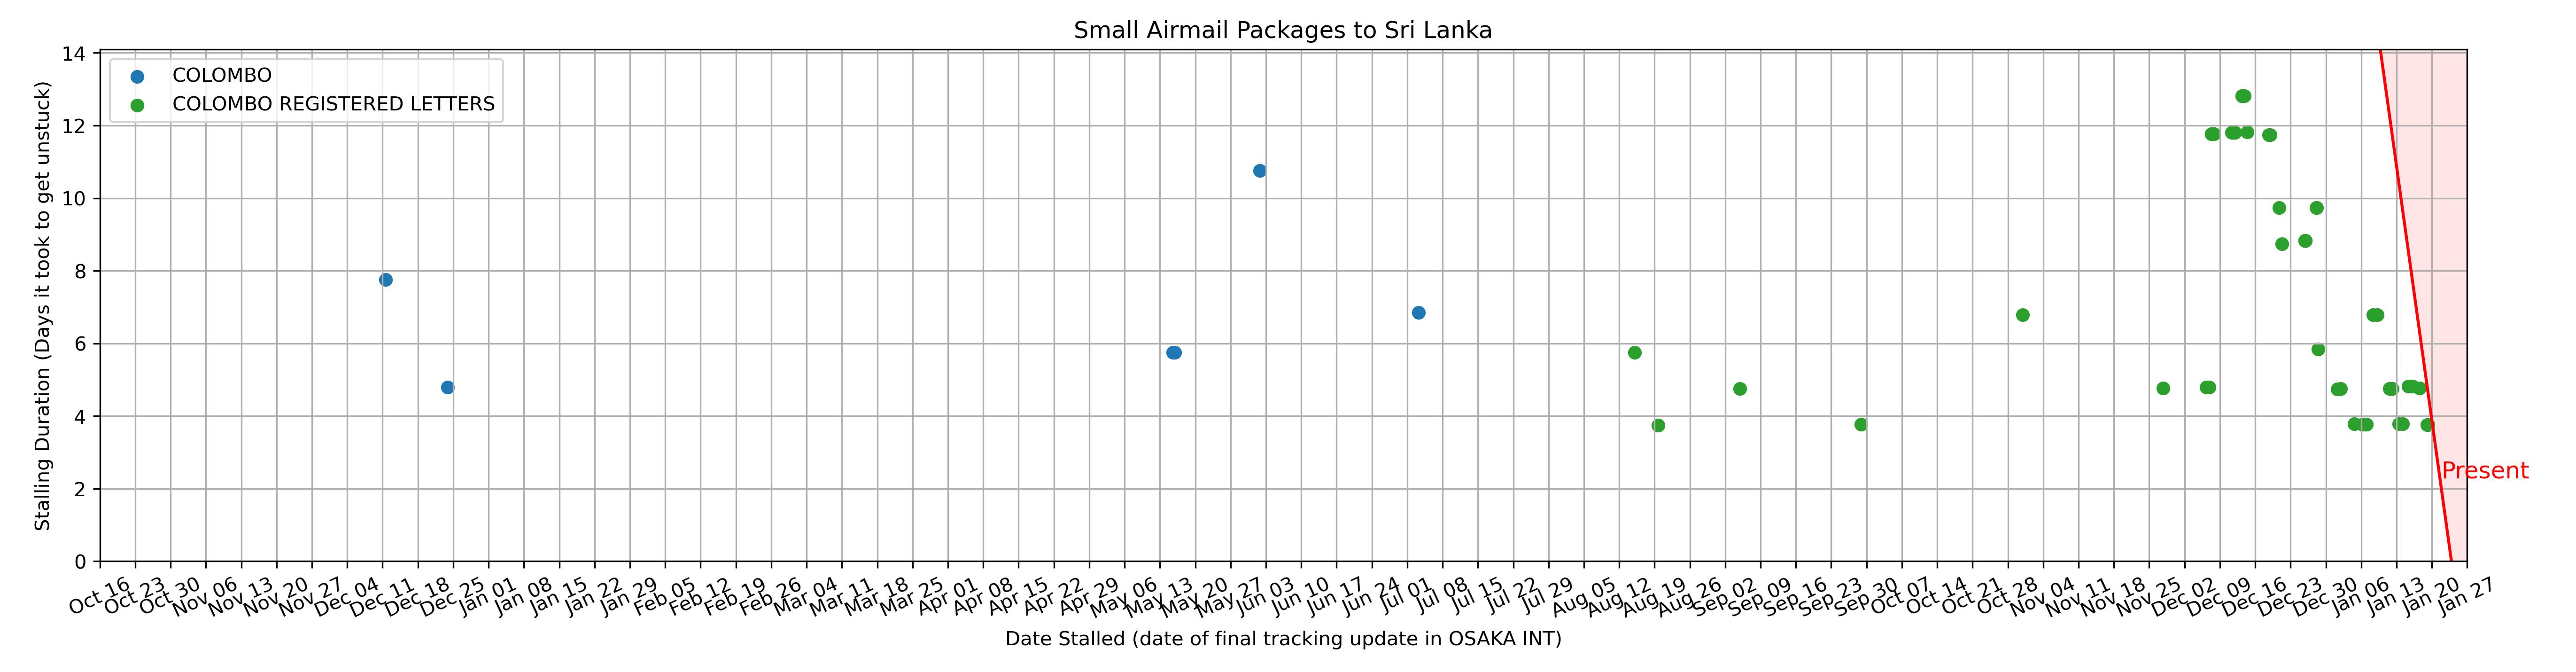 Small Airmail Packages to Sri Lanka
COLOMBO
COLOMBO REGISTERED LETTERS
Stalling Duration (Days it took to get unstuck)
14
12
10
8
6
4
2
0
Present
Oct 16 Oct 23 Oct 30 Nov 06 Nov 13 Nov 20 Nov 27 Dec 04 Dec 11 Dec 18 Dec 25 Jan 01 Jan 08 Jan 15 Jan 22 Jan 29 Feb 05 Feb 12 Feb 19 Feb 26 Mar 04 Mar 11 Mar 18 Mar 25 Apr 01 Apr 08 Apr 15 Apr 22 Apr 29 May 06 May 13 May 20 May 27 Jun 03 Jun 10 Jun 17 Jun 24 Jul 01 Jul 08 Jul 15 Jul 22 Jul 29 Aug 05 Aug 12 Aug 19 Aug 26 Sep 02 Sep 09 Sep 16 Sep 23 Sep 30 Oct 07 Oct 14 Oct 21 Oct 28 Nov 04 Nov 11 Nov 18 Nov 25 Dec 02 Dec 09 Dec 16 Dec 23 Dec 30 Jan 06 Jan 13 Jan 20 Jan 27
Date Stalled (date of final tracking update in OSAKA INT)